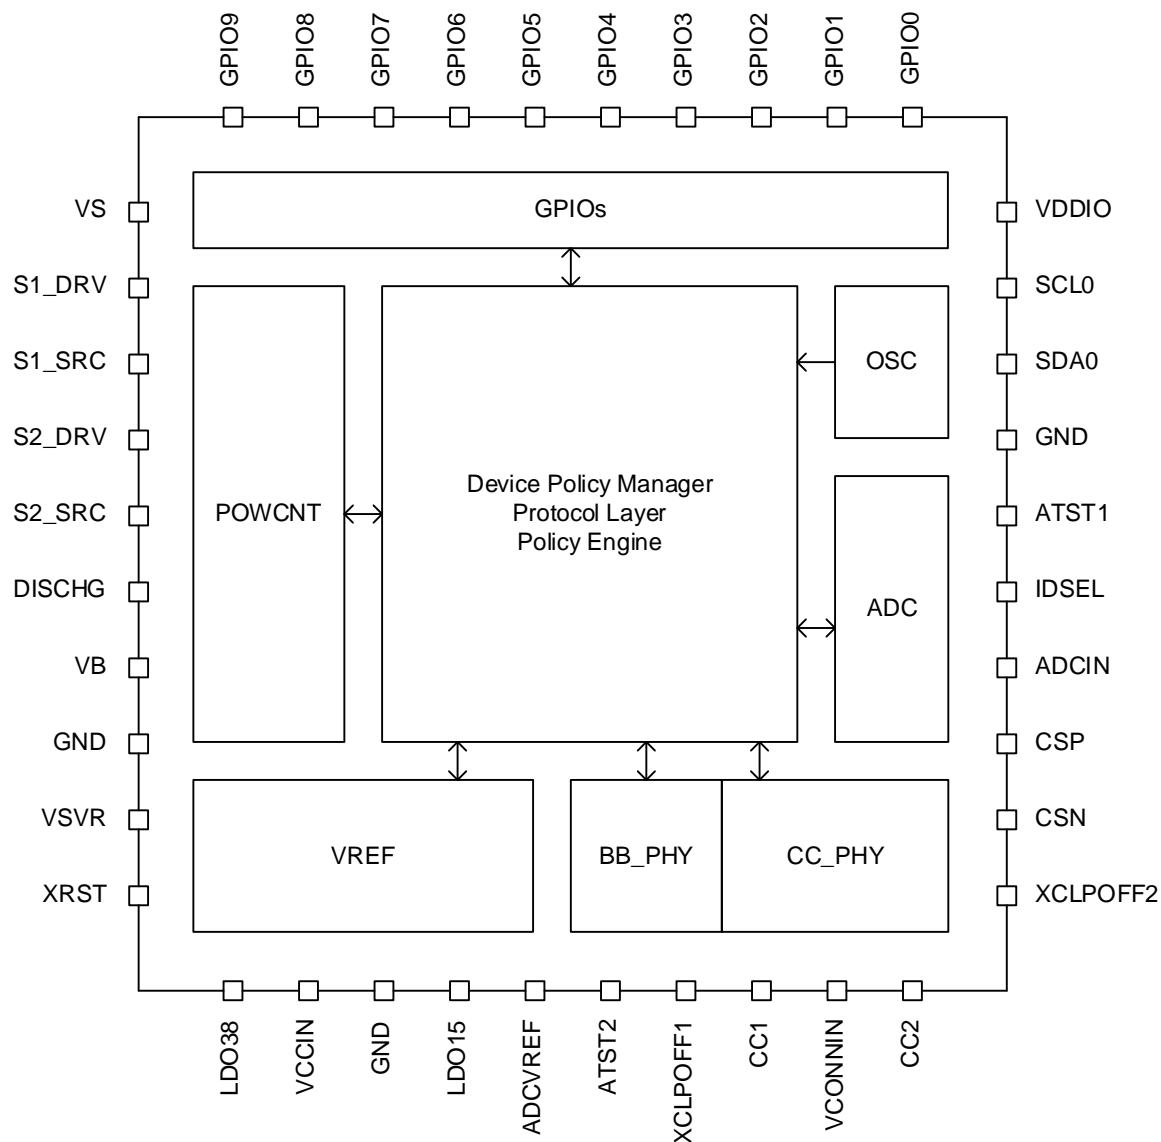 GPIO9
GPIO8
GPIO7
GPIO6
GPIO5
GPIO4
GPIO3
GPIO2
GPIO1
GPIO0
VS
S1_DRV
S1_SRC
S2_DRV
S2_SRC
DISCHG
VB
GND
VSVR
XRST
GPIOs
POWCNT
Device Policy Manager
Protocol Layer
Policy Engine
OSC
ADC
VREF
BB_PHY
CC_PHY
VDDIO
SCL0
SDA0
GND
ATST1
IDSEL
ADCIN
CSP
CSN
XCLPOFF2
LDO38
VCCIN
GND
LDO15
ADCVREF
ATST2
XCLPOFF1
CC1
VCONNIN
CC2